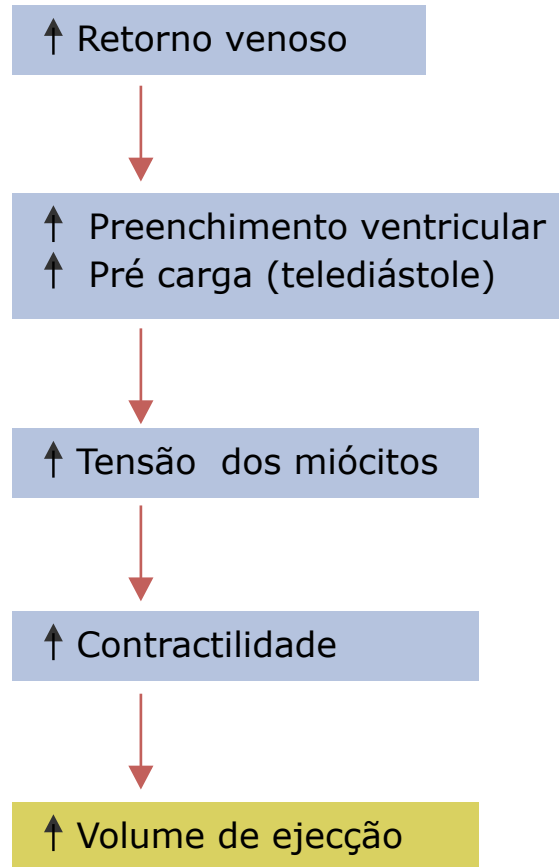 ↑ Retorno venoso
↑ Preenchimento ventricular
↑ Pré carga (telediástole)
↑ Tensão dos miócitos
↑ Contractilidade
↑ Volume de ejecção